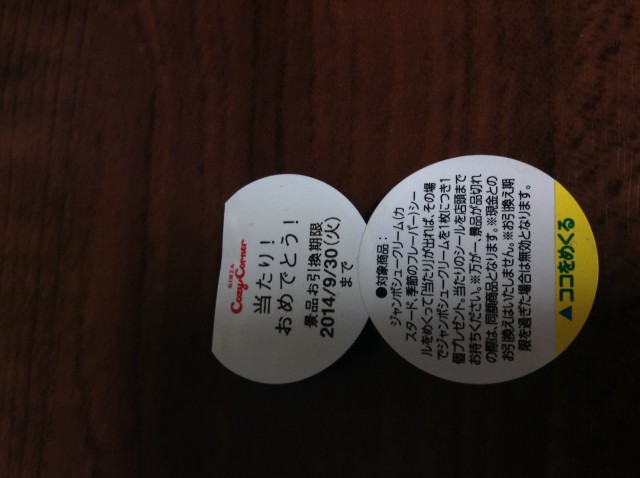 GINZA
Cozy Corner
当たり!
おめでとう!
景品お引換期限
2014/9/30(火)
まで
●対象商品:
ジャンボシュークリーム(カ
スタード、季節のフレーバー)シー
ルをめくって「当たり」が出れば、その場
でジャンボシュークリームを1枚につき1
個プレゼント。当たりのシールを店頭まで
お持ちください。※万が一、景品が品切れ
の際は、同額商品となります。※現金との
お引換えはいたしません。※お引換え期
限を過ぎた場合は無効となります。
▲ココをめくる